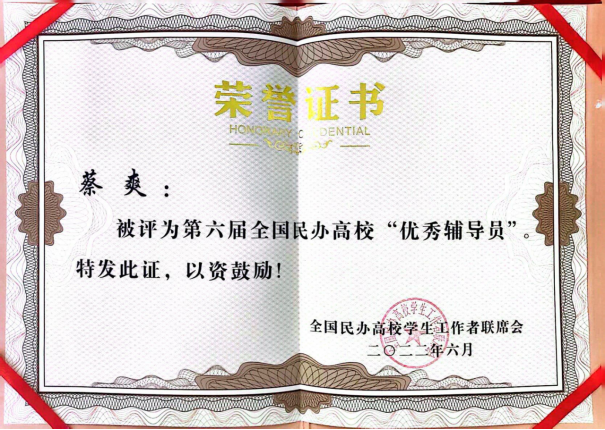 荣誉证书
HONORARY CREDENTIAL
蔡爽：
被评为第六届全国民办高校“优秀辅导员”。
特发此证，以资鼓励！
全国民办高校学生工作者联席会
二〇二二年六月